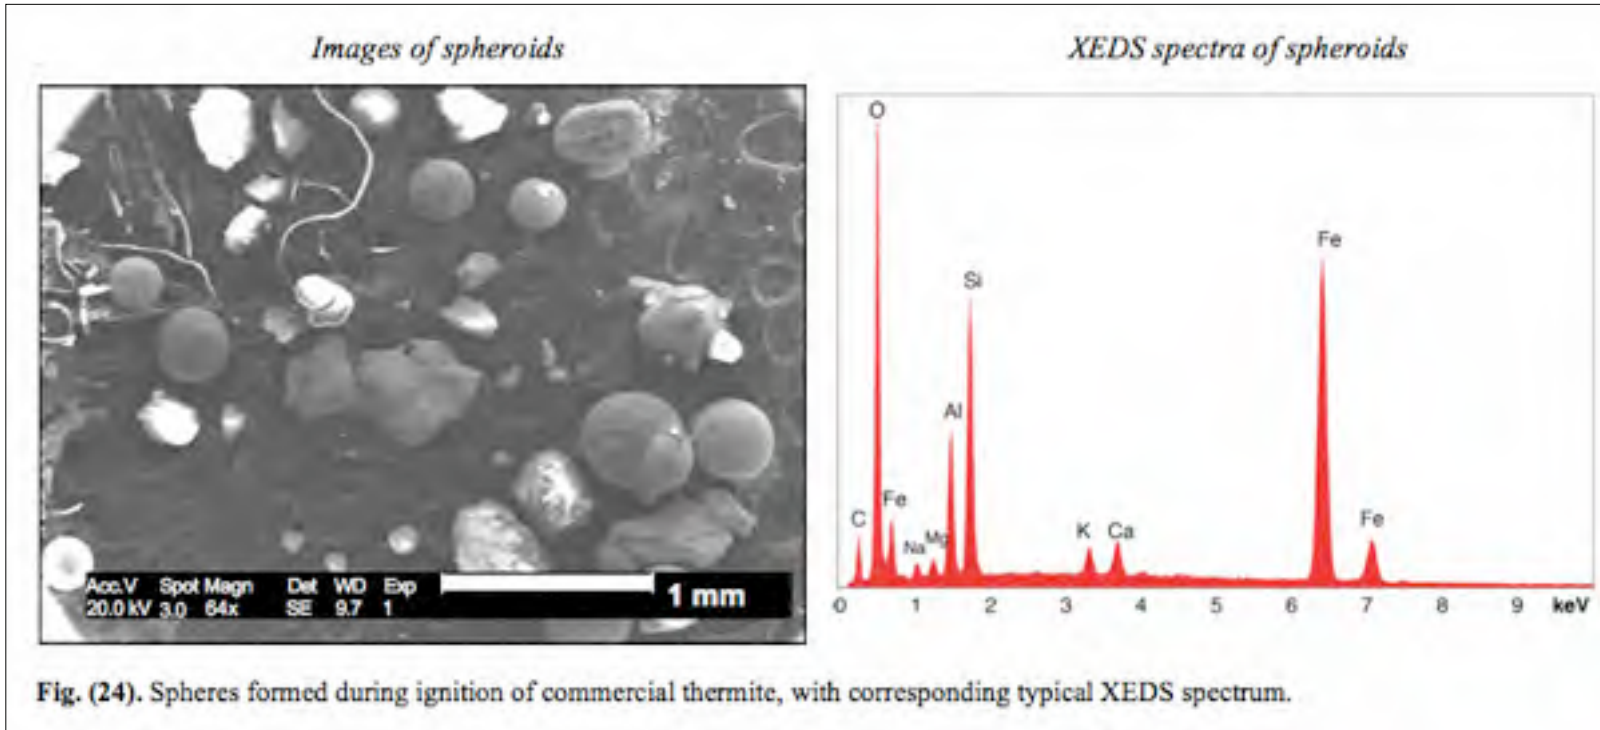 Images of spheroids
XEDS spectra of spheroids
O
Fe
Si
Al
C
Fe
Na
Mg
K
Ca
Fe
0 1 2 3 4 5 6 7 8 9 keV
Acc.V Spot Magn Det WD Exp
20.0 kV 3.0 64x SE 9.7 1
1 mm
Fig. (24). Spheres formed during ignition of commercial thermite, with corresponding typical XEDS spectrum.